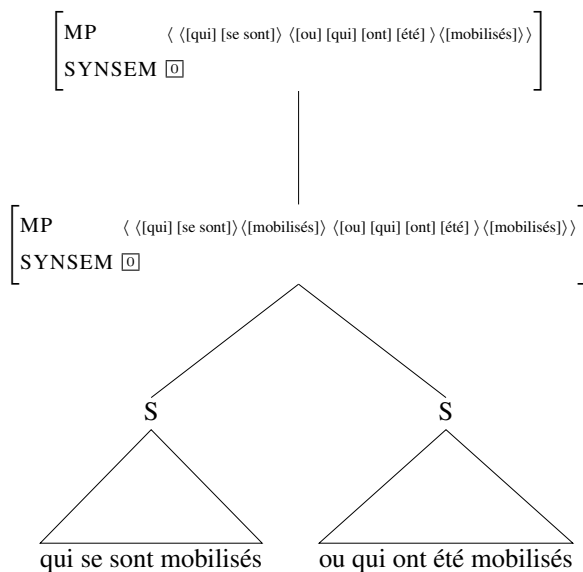 MP ⟨ ⟨[qui] [se sont]⟩ ⟨[ou] [qui] [ont] [été] ⟩⟨[mobilisés]⟩⟩
SYNSEM 0
MP ⟨ ⟨[qui] [se sont]⟩⟨[mobilisés]⟩ ⟨[ou] [qui] [ont] [été] ⟩⟨[mobilisés]⟩⟩
SYNSEM 0
S S
qui se sont mobilisés ou qui ont été mobilisés